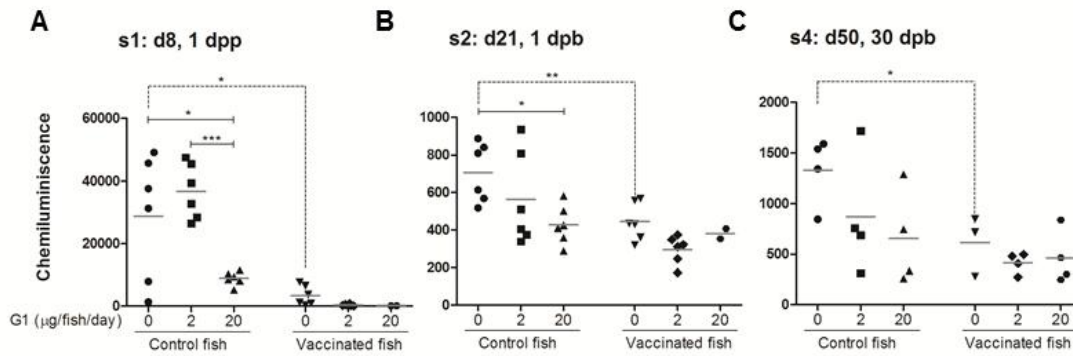 A
s1: d8, 1 dpp
B
s2: d21, 1 dpb
C
s4: d50, 30 dpb
Chemiluminiscence
60000
40000
20000
0
*
*
***
1000
800
600
400
200
0
**
*
2000
1500
1000
500
0
*
G1 (µg/fish/day)
0 2 20 0 2 20
Control fish Vaccinated fish
0 2 20 0 2 20
Control fish Vaccinated fish
0 2 20 0 2 20
Control fish Vaccinated fish